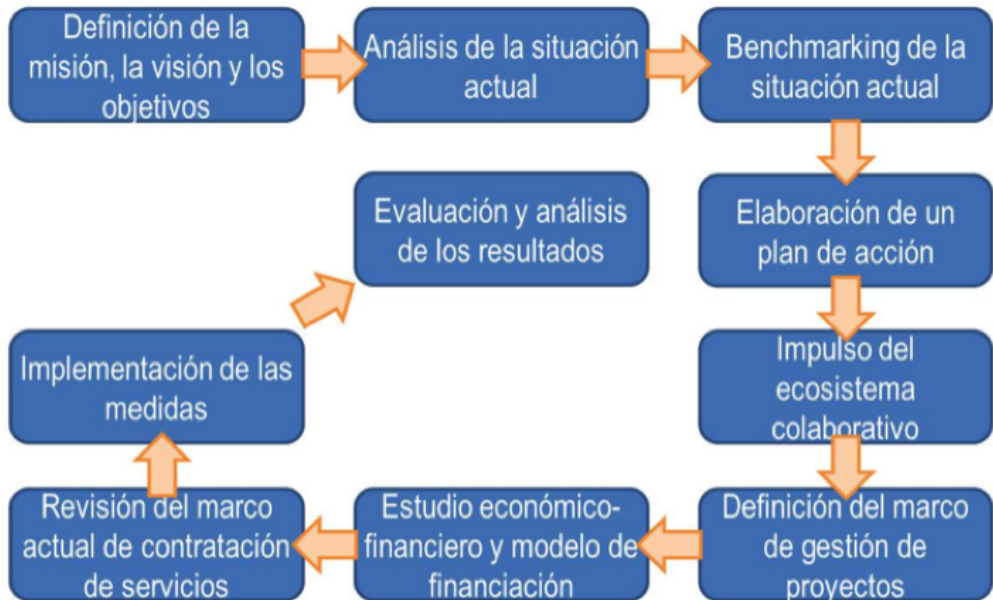 Definición de la
misión, la visión y los
objetivos
Análisis de la situación
actual
Benchmarking de la
situación actual
Elaboración de un
plan de acción
Impulso del
ecosistema
colaborativo
Definición del marco
de gestión de
proyectos
Estudio económico-
financiero y modelo de
financiación
Revisión del marco
actual de contratación
de servicios
Implementación de las
medidas
Evaluación y análisis
de los resultados